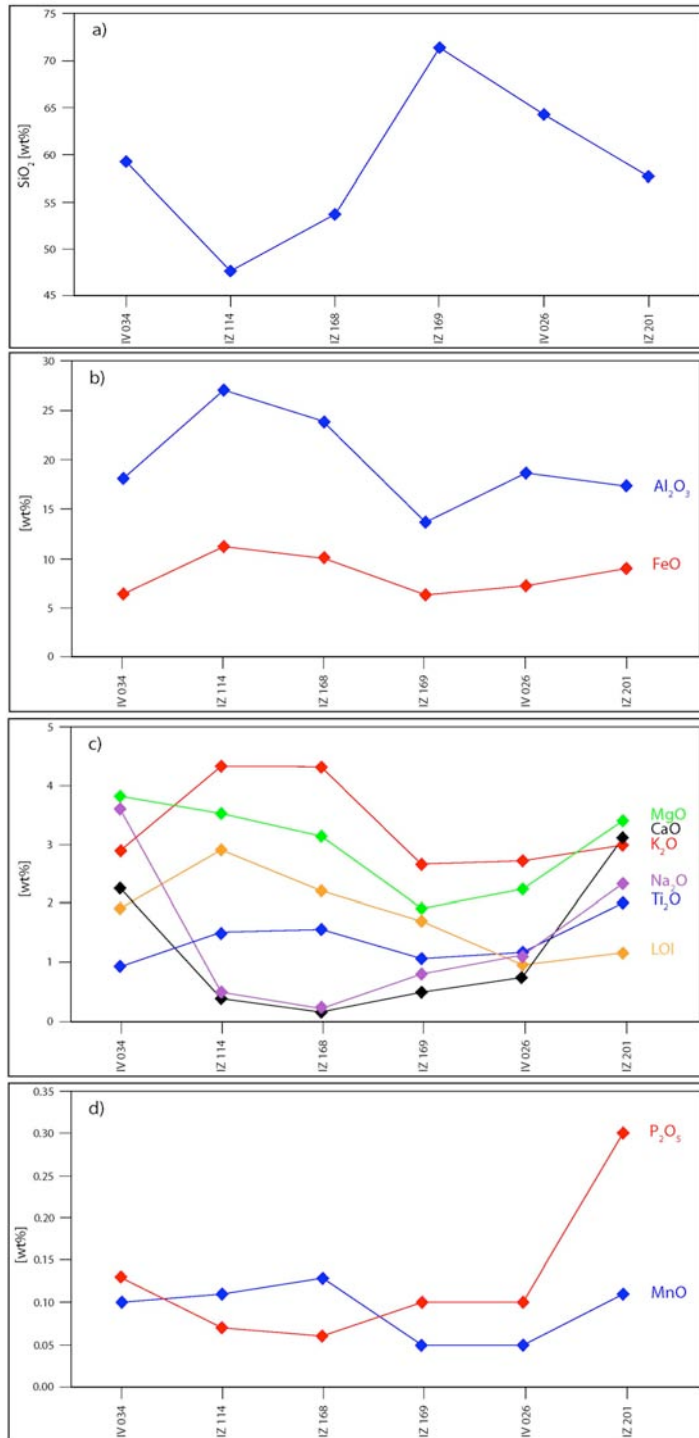 a)
75
70
65
60
55
50
45
SiO₂ [wt%]
IV 034
IZ 114
IZ 168
IZ 169
IV 026
IZ 201
b)
30
25
20
15
10
5
0
[wt%]
Al₂O₃
FeO
IV 034
IZ 114
IZ 168
IZ 169
IV 026
IZ 201
c)
5
4
3
2
1
0
[wt%]
MgO
CaO
K₂O
Na₂O
Ti₂O
LOI
IV 034
IZ 114
IZ 168
IZ 169
IV 026
IZ 201
d)
0.35
0.30
0.25
0.20
0.15
0.10
0.05
0.00
[wt%]
P₂O₅
MnO
IV 034
IZ 114
IZ 168
IZ 169
IV 026
IZ 201